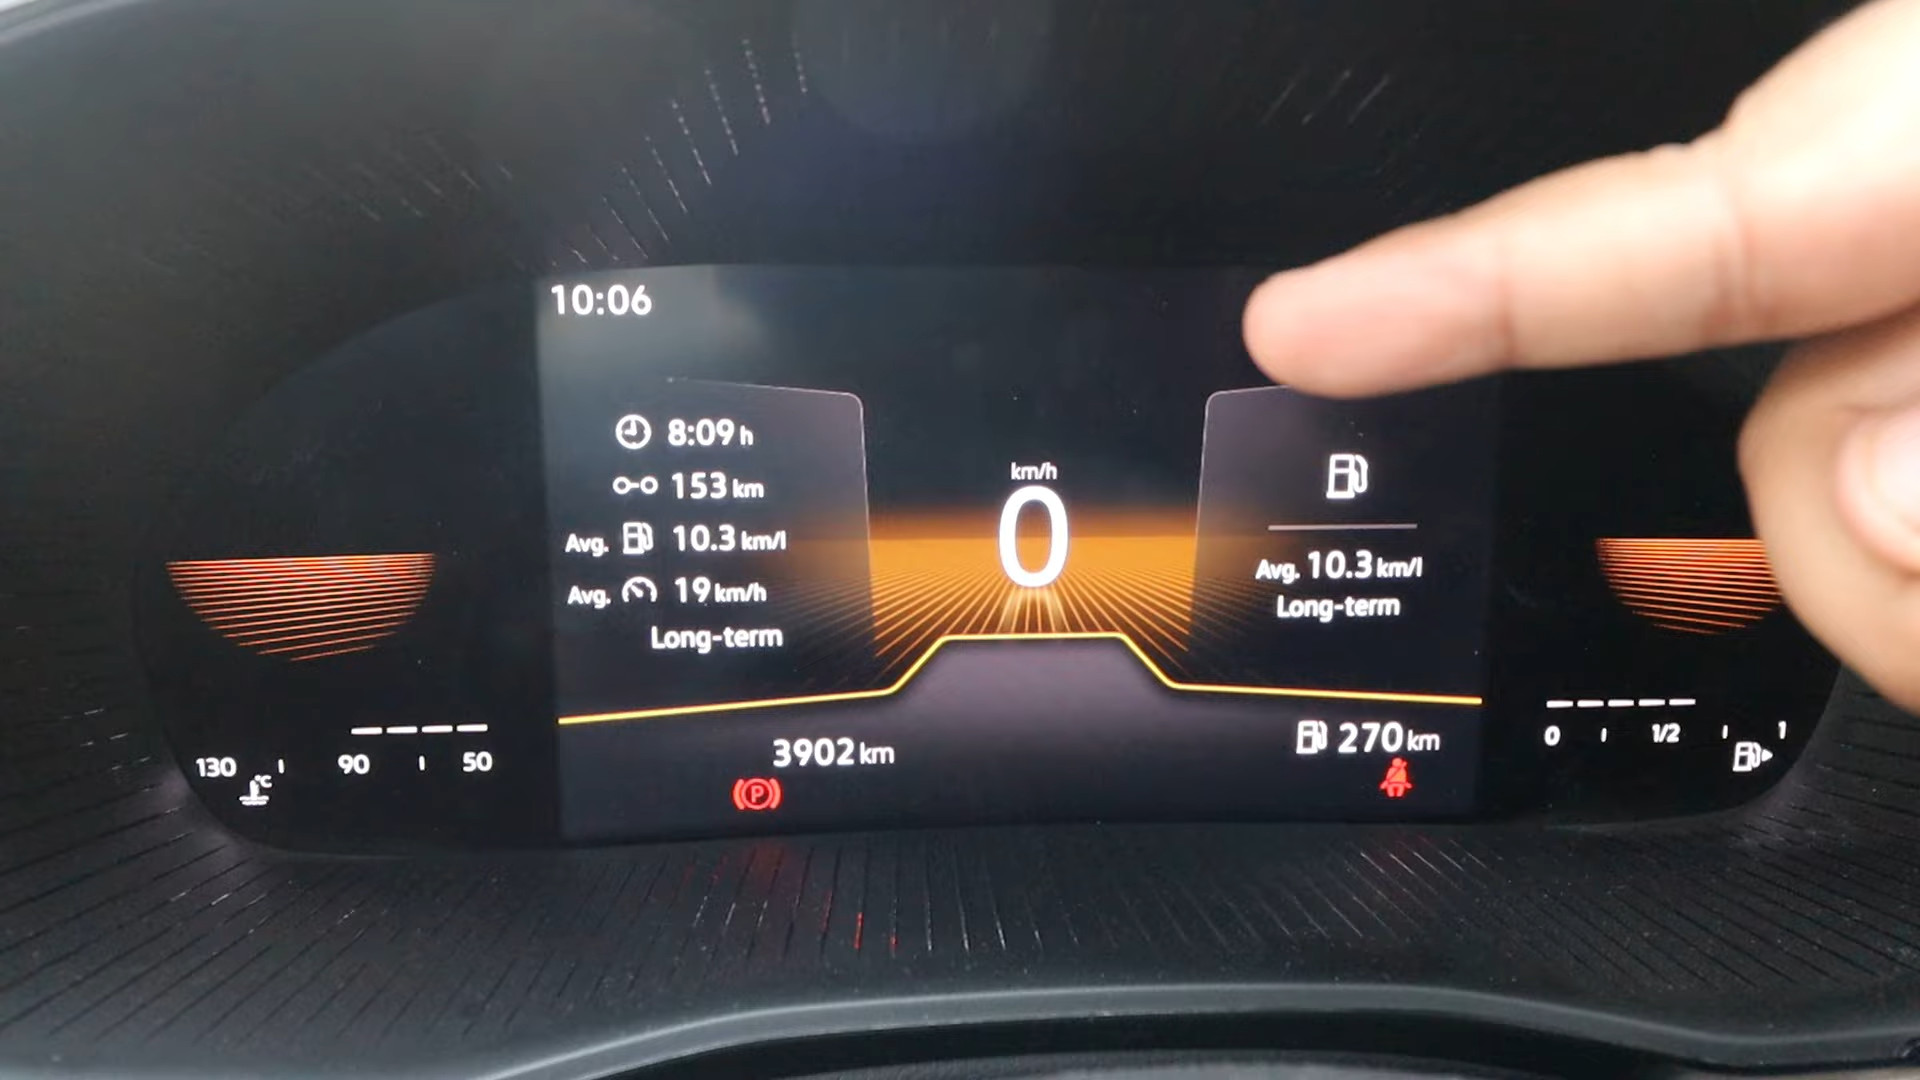 10:06
8:09 h
153 km
Avg. 10.3 km/l
Avg. 19 km/h
Long-term
km/h
0
Avg. 10.3 km/l
Long-term
3902 km
270 km
P
130 90 50
°C
0 1/2 1